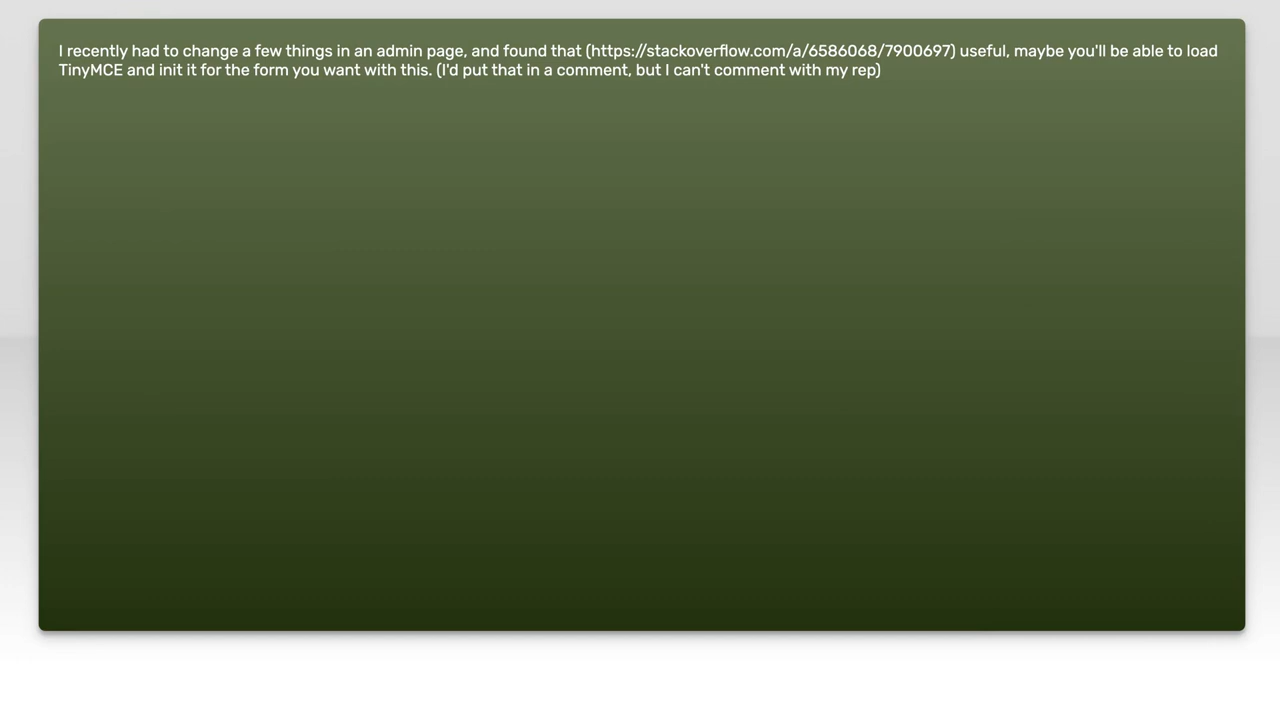 I recently had to change a few things in an admin page, and found that (https://stackoverflow.com/a/6586068/7900697) useful, maybe you'll be able to load
TinyMCE and init it for the form you want with this. (I'd put that in a comment, but I can't comment with my rep)